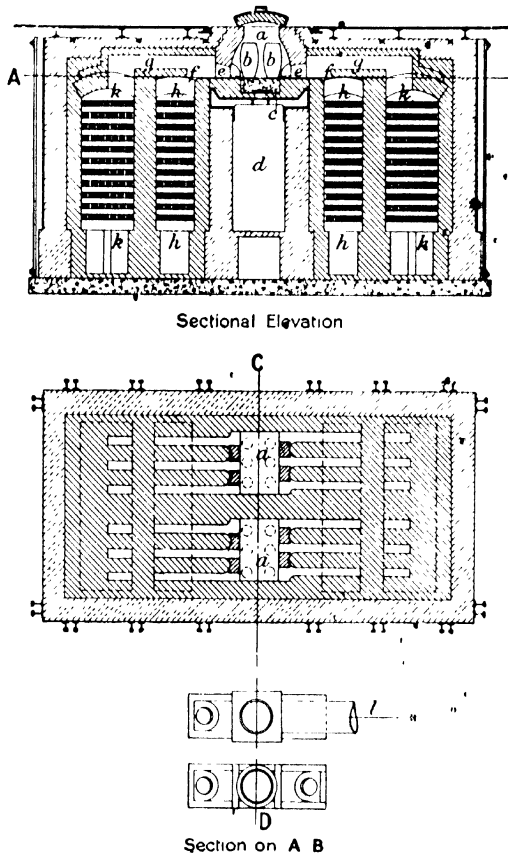 a
b b
A g f e e f g
k h c h k
d
k h h k
Sectional Elevation
C
a
a
l
D
Section on A B